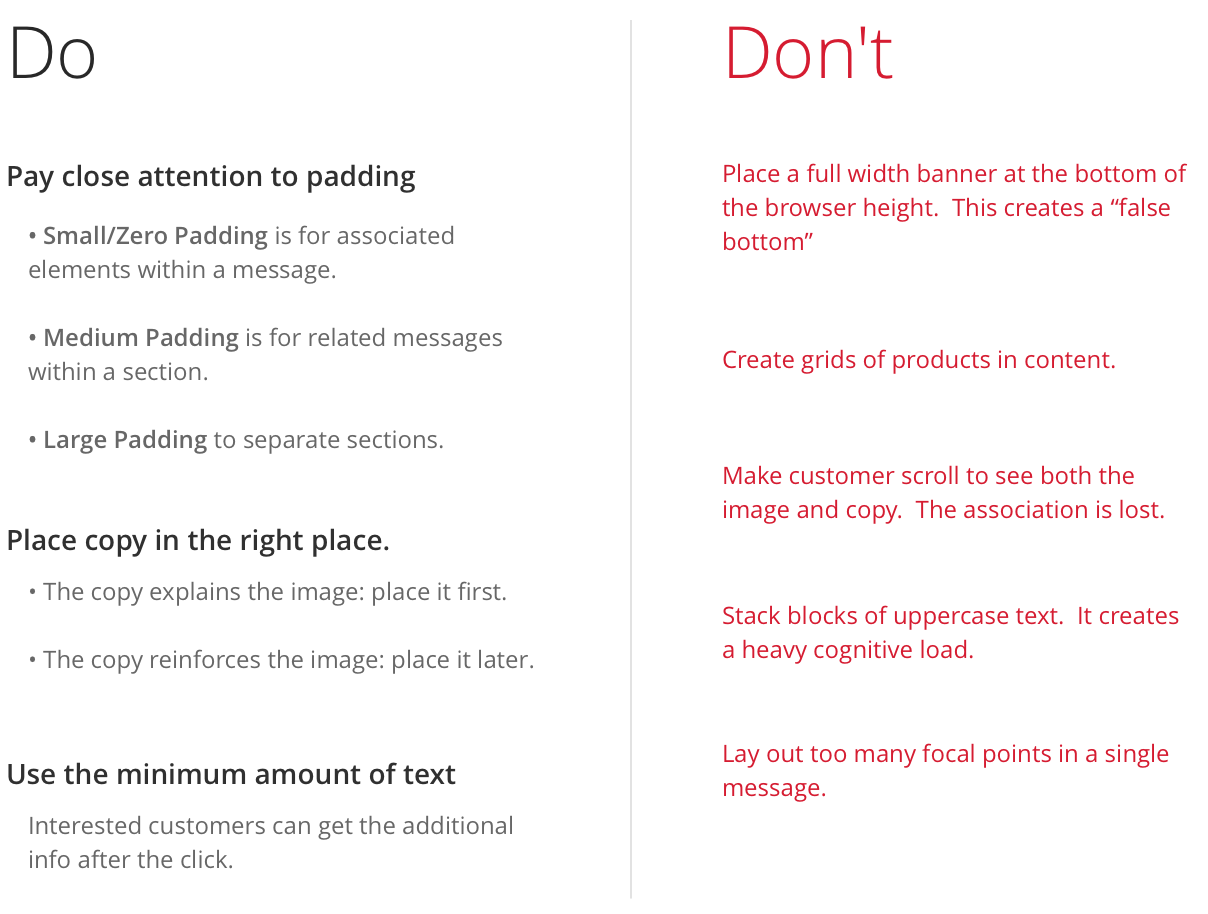 Do
Pay close attention to padding
• Small/Zero Padding is for associated
elements within a message.
• Medium Padding is for related messages
within a section.
• Large Padding to separate sections.
Place copy in the right place.
• The copy explains the image: place it first.
• The copy reinforces the image: place it later.
Use the minimum amount of text
Interested customers can get the additional
info after the click.
Don't
Place a full width banner at the bottom of
the browser height.  This creates a “false
bottom”
Create grids of products in content.
Make customer scroll to see both the
image and copy.  The association is lost.
Stack blocks of uppercase text.  It creates
a heavy cognitive load.
Lay out too many focal points in a single
message.